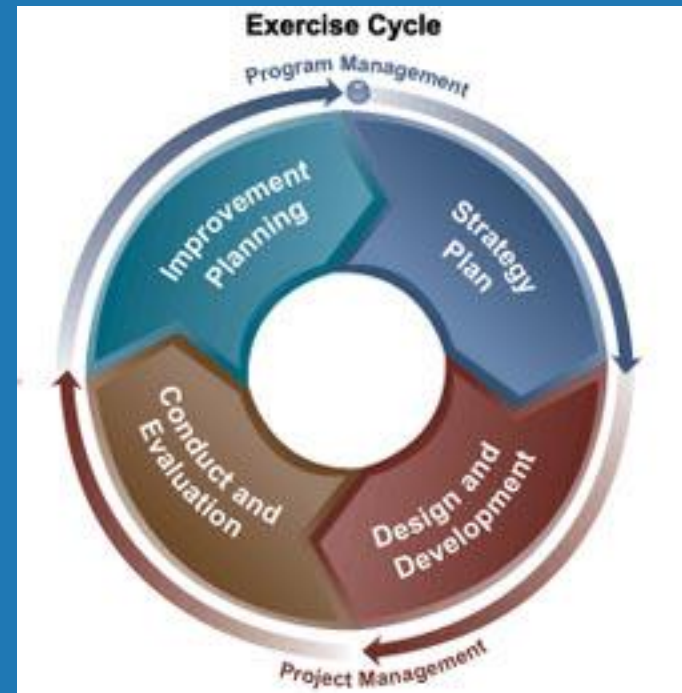 Exercise Cycle
Program Management
Improvement
Planning
Strategy
Plan
Conduct and
Evaluation
Design and
Development
Project Management